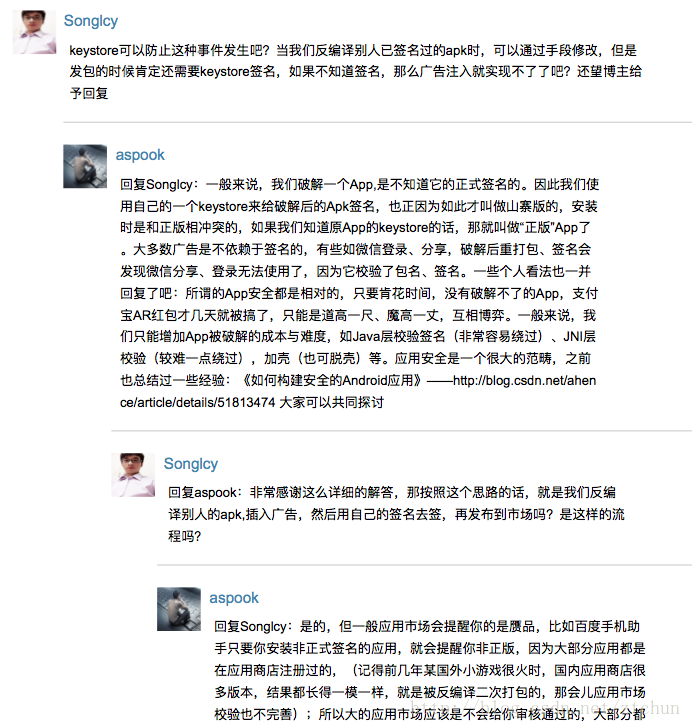 Songlcy
keystore可以防止这种事件发生吧？当我们反编译别人已签名过的apk时，可以通过手段修改，但是
发包的时候肯定还需要keystore签名，如果不知道签名，那么广告注入就实现不了了吧？还望博主给
予回复
aspook
回复Songlcy：一般来说，我们破解一个App,是不知道它的正式签名的。因此我们使
用自己的一个keystore来给破解后的Apk签名，也正因为如此才叫做山寨版的，安装
时是和正版相冲突的，如果我们知道原App的keystore的话，那就叫做“正版”App了
。大多数广告是不依赖于签名的，有些如微信登录、分享，破解后重打包、签名会
发现微信分享、登录无法使用了，因为它校验了包名、签名。一些个人看法也一并
回复了吧：所谓的App安全都是相对的，只要肯花时间，没有破解不了的App，支付
宝AR红包才几天就被搞了，只能是道高一尺、魔高一丈，互相博弈。一般来说，我
们只能增加App被破解的成本与难度，如Java层校验签名（非常容易绕过）、JNI层
校验（较难一点绕过），加壳（也可脱壳）等。应用安全是一个很大的范畴，之前
也总结过一些经验：《如何构建安全的Android应用》——http://blog.csdn.net/ahen
ce/article/details/51813474 大家可以共同探讨
Songlcy
回复aspook：非常感谢这么详细的解答，那按照这个思路的话，就是我们反编
译别人的apk,插入广告，然后用自己的签名去签，再发布到市场吗？是这样的流
程吗?
aspook
回复Songlcy：是的，但一般应用市场会提醒你的是赝品，比如百度手机助
手只要你安装非正式签名的应用，就会提醒你非正版，因为大部分应用都是
在应用商店注册过的，（记得前几年某国外小游戏很火时，国内应用商店很
多版本，结果都长得一模一样，就是被反编译二次打包的，那会儿应用市场
校验也不完善）；所以大的应用市场应该是不会给你审核通过的，大部分都